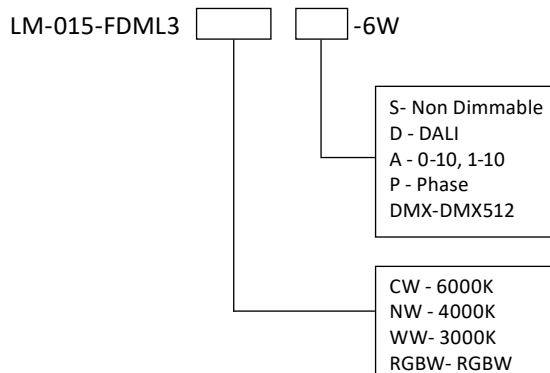 LM-015-FDML3 -6W
S- Non Dimmable
D - DALI
A - 0-10, 1-10
P - Phase
DMX-DMX512
CW - 6000K
NW - 4000K
WW- 3000K
RGBW- RGBW